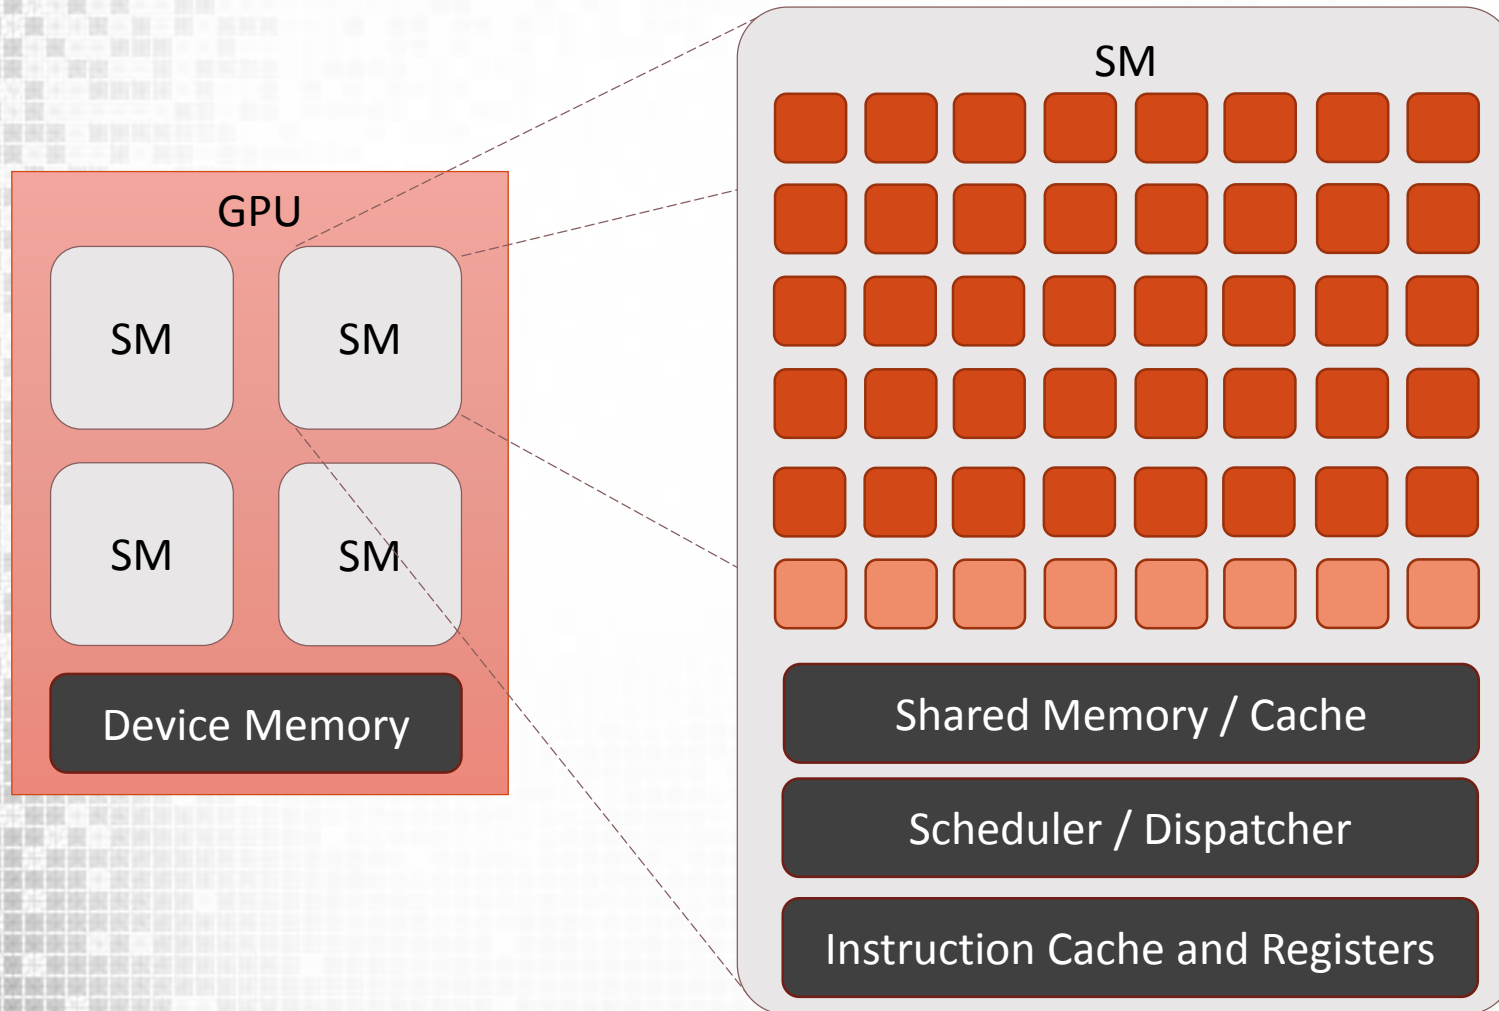 GPU
SM
SM
SM
SM
Device Memory
SM
Shared Memory / Cache
Scheduler / Dispatcher
Instruction Cache and Registers